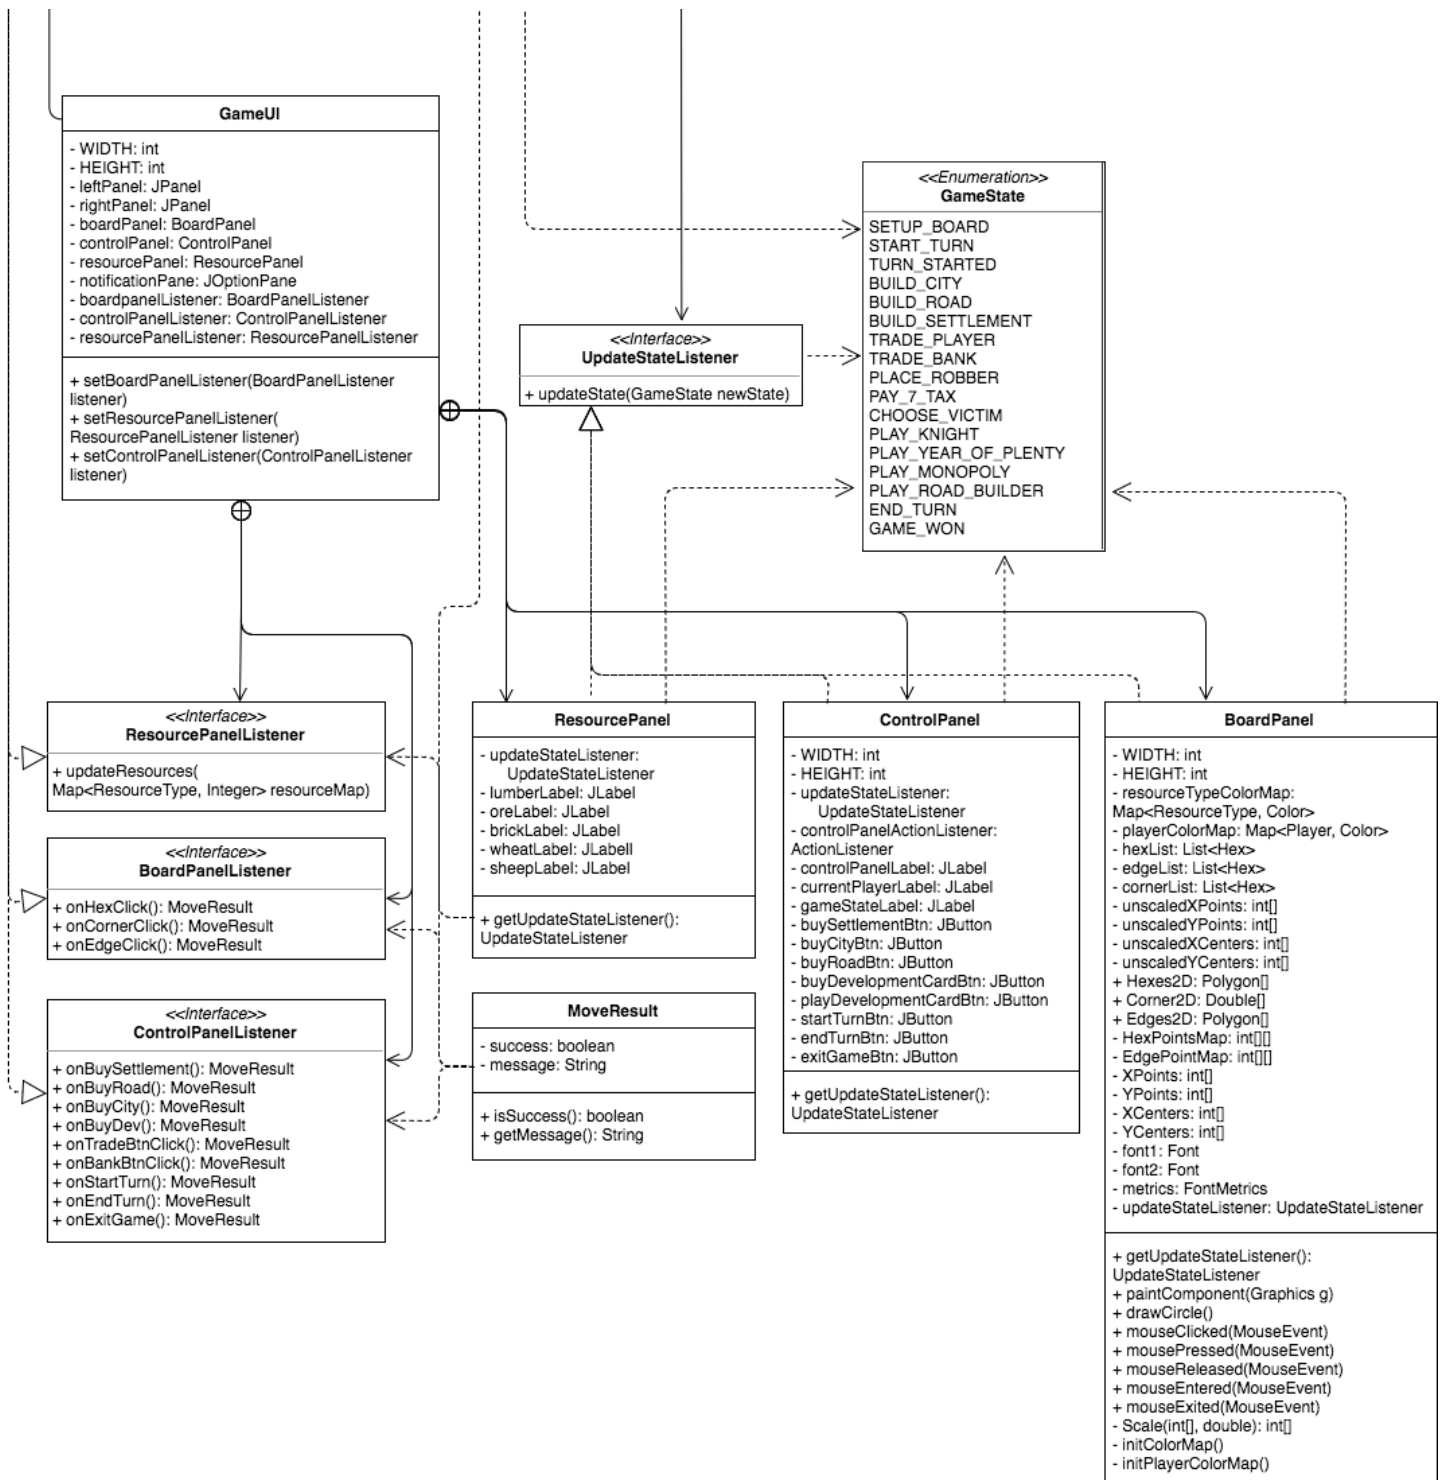 GameUI
- WIDTH: int
- HEIGHT: int
- leftPanel: JPanel
- rightPanel: JPanel
- boardPanel: BoardPanel
- controlPanel: ControlPanel
- resourcePanel: ResourcePanel
- notificationPane: JOptionPane
- boardpanelListener: BoardPanelListener
- controlPanelListener: ControlPanelListener
- resourcePanelListener: ResourcePanelListener
+ setBoardPanelListener(BoardPanelListener
listener)
+ setResourcePanelListener(
ResourcePanelListener listener)
+ setControlPanelListener(ControlPanelListener
listener)
<<Enumeration>>
GameState
SETUP_BOARD
START_TURN
TURN_STARTED
BUILD_CITY
BUILD_ROAD
BUILD_SETTLEMENT
TRADE_PLAYER
TRADE_BANK
PLACE_ROBBER
PAY_7_TAX
CHOOSE_VICTIM
PLAY_KNIGHT
PLAY_YEAR_OF_PLENTY
PLAY_MONOPOLY
PLAY_ROAD_BUILDER
END_TURN
GAME_WON
<<Interface>>
UpdateStateListener
+ updateState(GameState newState)
<<Interface>>
ResourcePanelListener
+ updateResources(
Map<ResourceType, Integer> resourceMap)
<<Interface>>
BoardPanelListener
+ onHexClick(): MoveResult
+ onCornerClick(): MoveResult
+ onEdgeClick(): MoveResult
<<Interface>>
ControlPanelListener
+ onBuySettlement(): MoveResult
+ onBuyRoad(): MoveResult
+ onBuyCity(): MoveResult
+ onBuyDev(): MoveResult
+ onTradeBtnClick(): MoveResult
+ onBankBtnClick(): MoveResult
+ onStartTurn(): MoveResult
+ onEndTurn(): MoveResult
+ onExitGame(): MoveResult
ResourcePanel
- updateStateListener:
UpdateStateListener
- lumberLabel: JLabel
- oreLabel: JLabel
- brickLabel: JLabel
- wheatLabel: JLabell
- sheepLabel: JLabel
+ getUpdateStateListener():
UpdateStateListener
MoveResult
- success: boolean
- message: String
+ isSuccess(): boolean
+ getMessage(): String
ControlPanel
- WIDTH: int
- HEIGHT: int
- updateStateListener:
UpdateStateListener
- controlPanelActionListener:
ActionListener
- controlPanelLabel: JLabel
- currentPlayerLabel: JLabel
- gameStateLabel: JLabel
- buySettlementBtn: JButton
- buyCityBtn: JButton
- buyRoadBtn: JButton
- buyDevelopmentCardBtn: JButton
- playDevelopmentCardBtn: JButton
- startTurnBtn: JButton
- endTurnBtn: JButton
- exitGameBtn: JButton
+ getUpdateStateListener():
UpdateStateListener
BoardPanel
- WIDTH: int
- HEIGHT: int
- resourceTypeColorMap:
Map<ResourceType, Color>
- playerColorMap: Map<Player, Color>
- hexList: List<Hex>
- edgeList: List<Hex>
- cornerList: List<Hex>
- unscaledXPoints: int[]
- unscaledYPoints: int[]
- unscaledXCenters: int[]
- unscaledYCenters: int[]
+ Hexes2D: Polygon[]
+ Corner2D: Double[]
+ Edges2D: Polygon[]
- HexPointsMap: int[][]
- EdgePointMap: int[][]
- XPoints: int[]
- YPoints: int[]
- XCenters: int[]
- YCenters: int[]
- font1: Font
- font2: Font
- metrics: FontMetrics
- updateStateListener: UpdateStateListener
+ getUpdateStateListener():
UpdateStateListener
+ paintComponent(Graphics g)
+ drawCircle()
+ mouseClicked(MouseEvent)
+ mousePressed(MouseEvent)
+ mouseReleased(MouseEvent)
+ mouseEntered(MouseEvent)
+ mouseExited(MouseEvent)
- Scale(int[], double): int[]
- initColorMap()
- initPlayerColorMap()